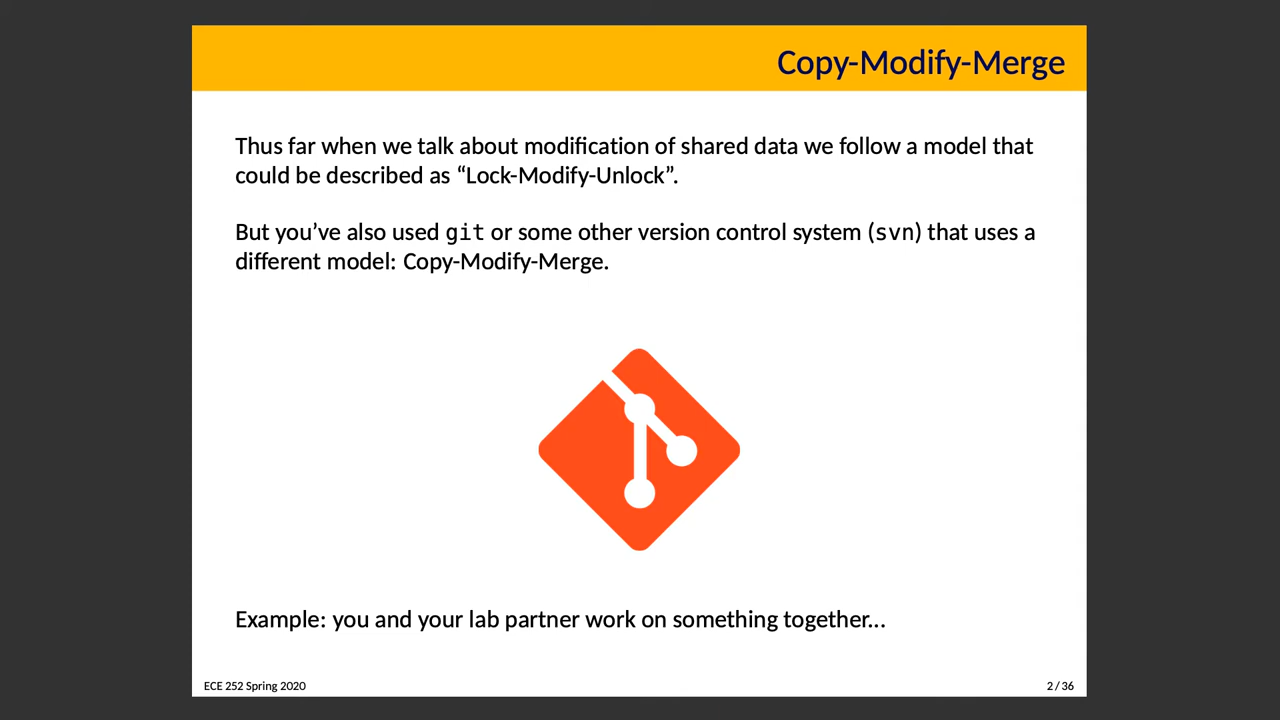 Copy-Modify-Merge
Thus far when we talk about modification of shared data we follow a model that
could be described as “Lock-Modify-Unlock”.
But you’ve also used git or some other version control system (svn) that uses a
different model: Copy-Modify-Merge.
Example: you and your lab partner work on something together...
ECE 252 Spring 2020
2 / 36